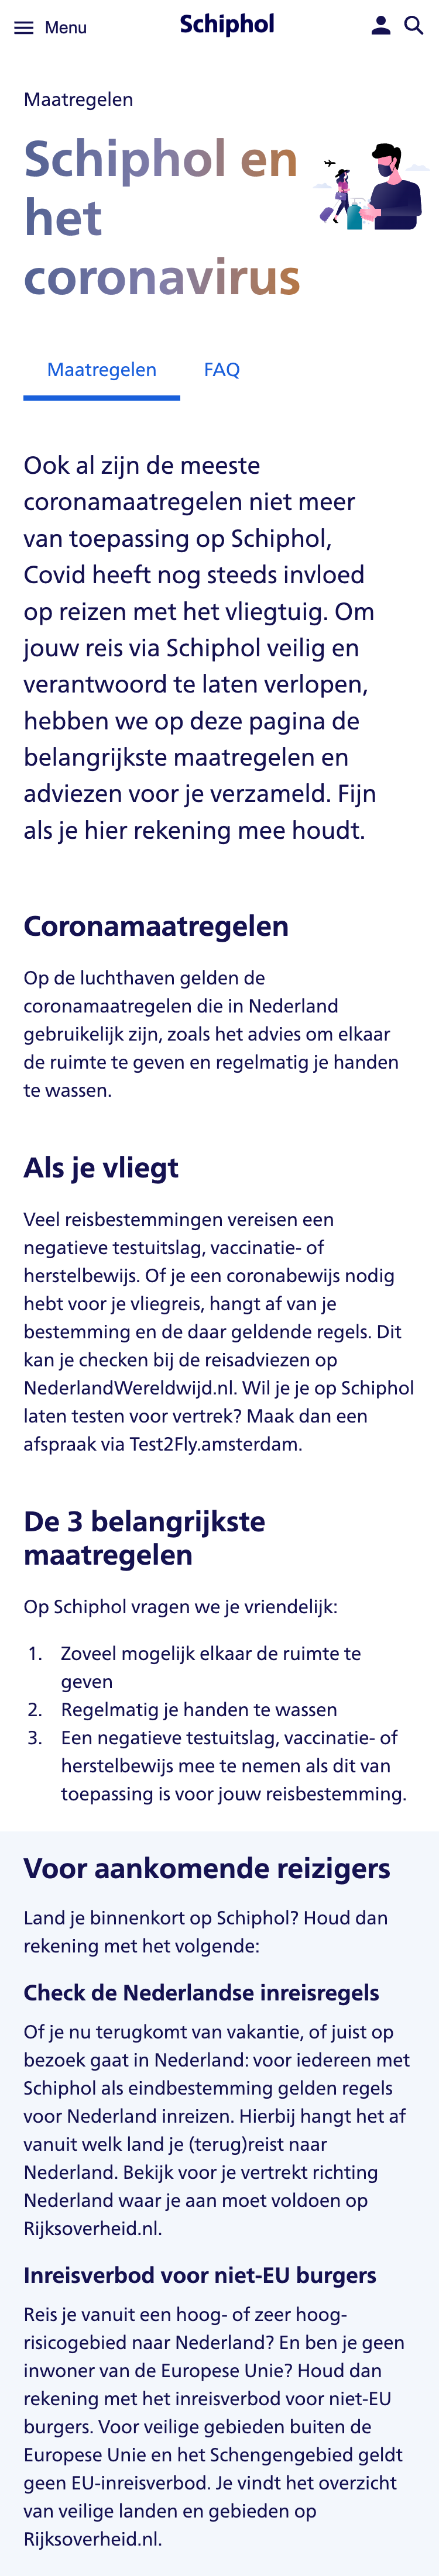 Menu
Schiphol
Maatregelen
Schiphol en
het
coronavirus
Maatregelen
FAQ
Ook al zijn de meeste
coronamaatregelen niet meer
van toepassing op Schiphol,
Covid heeft nog steeds invloed
op reizen met het vliegtuig. Om
jouw reis via Schiphol veilig en
verantwoord te laten verlopen,
hebben we op deze pagina de
belangrijkste maatregelen en
adviezen voor je verzameld. Fijn
als je hier rekening mee houdt.
Coronamaatregelen
Op de luchthaven gelden de
coronamaatregelen die in Nederland
gebruikelijk zijn, zoals het advies om elkaar
de ruimte te geven en regelmatig je handen
te wassen.
Als je vliegt
Veel reisbestemmingen vereisen een
negatieve testuitslag, vaccinatie- of
herstelbewijs. Of je een coronabewijs nodig
hebt voor je vliegreis, hangt af van je
bestemming en de daar geldende regels. Dit
kan je checken bij de reisadviezen op
NederlandWereldwijd.nl. Wil je je op Schiphol
laten testen voor vertrek? Maak dan een
afspraak via Test2Fly.amsterdam.
De 3 belangrijkste
maatregelen
Op Schiphol vragen we je vriendelijk:
1. Zoveel mogelijk elkaar de ruimte te
geven
2. Regelmatig je handen te wassen
3. Een negatieve testuitslag, vaccinatie- of
herstelbewijs mee te nemen als dit van
toepassing is voor jouw reisbestemming.
Voor aankomende reizigers
Land je binnenkort op Schiphol? Houd dan
rekening met het volgende:
Check de Nederlandse inreisregels
Of je nu terugkomt van vakantie, of juist op
bezoek gaat in Nederland: voor iedereen met
Schiphol als eindbestemming gelden regels
voor Nederland inreizen. Hierbij hangt het af
vanuit welk land je (terug)reist naar
Nederland. Bekijk voor je vertrekt richting
Nederland waar je aan moet voldoen op
Rijksoverheid.nl.
Inreisverbod voor niet-EU burgers
Reis je vanuit een hoog- of zeer hoog-
risicogebied naar Nederland? En ben je geen
inwoner van de Europese Unie? Houd dan
rekening met het inreisverbod voor niet-EU
burgers. Voor veilige gebieden buiten de
Europese Unie en het Schengengebied geldt
geen EU-inreisverbod. Je vindt het overzicht
van veilige landen en gebieden op
Rijksoverheid.nl.